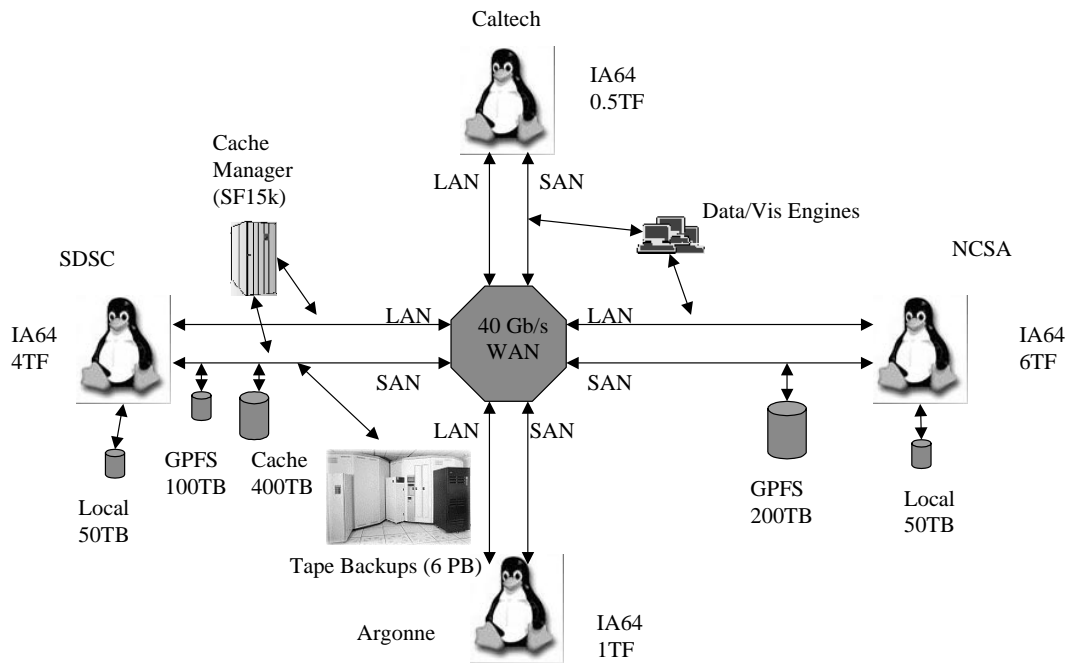 Caltech
IA64
0.5TF
Cache
Manager
(SF15k)
LAN
SAN
Data/Vis Engines
SDSC
NCSA
IA64
4TF
LAN
40 Gb/s
WAN
LAN
IA64
6TF
SAN
SAN
LAN
SAN
GPFS
100TB
Cache
400TB
GPFS
200TB
Local
50TB
Local
50TB
Tape Backups (6 PB)
Argonne
IA64
1TF